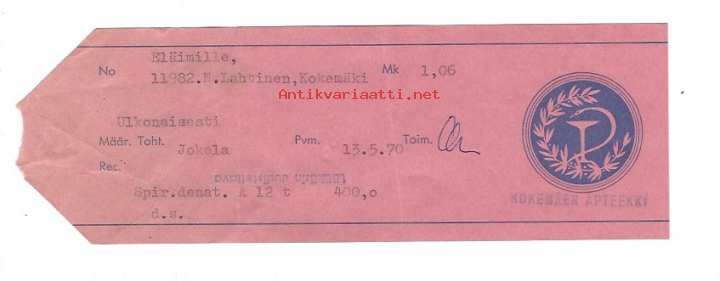 Eläimille,
No 11982.N.Lahtinen,Kokemäki Mk 1,06
Antikvariaatti.net
Ulkonaisesti
Määr. Toht. Jokela Pvm. 13.5.70 Toim.
Rec.
Spir.denat. A 12 t 400,0
d.s.
KOKEMÄEN APTEEKKI